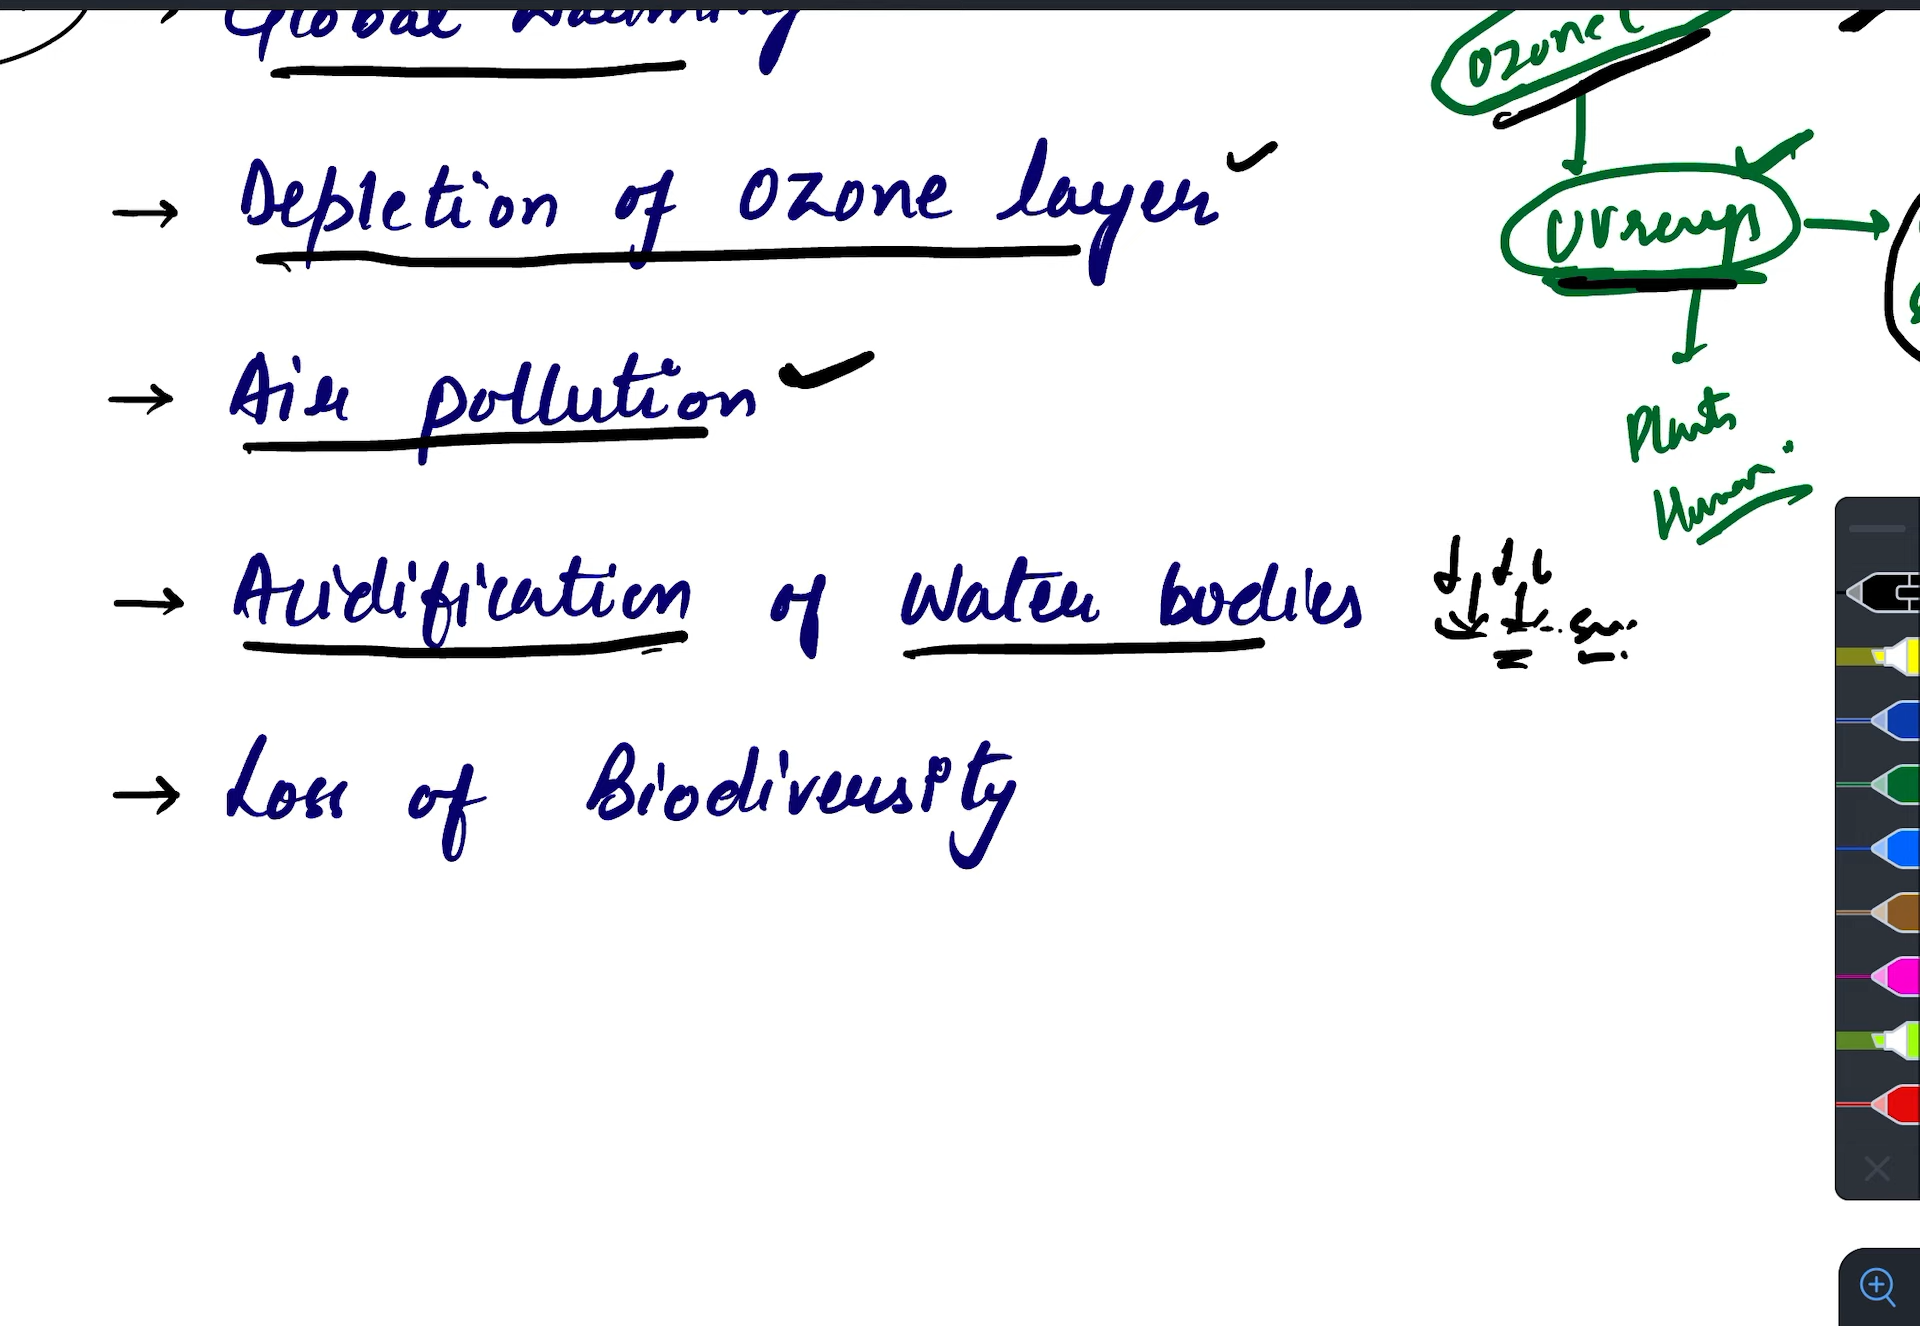 → Global Warming
→ Depletion of Ozone layer
→ Air pollution
→ Acidification of Water bodies
→ Loss of Biodiversity
Ozone
UV rays
Plants
Human